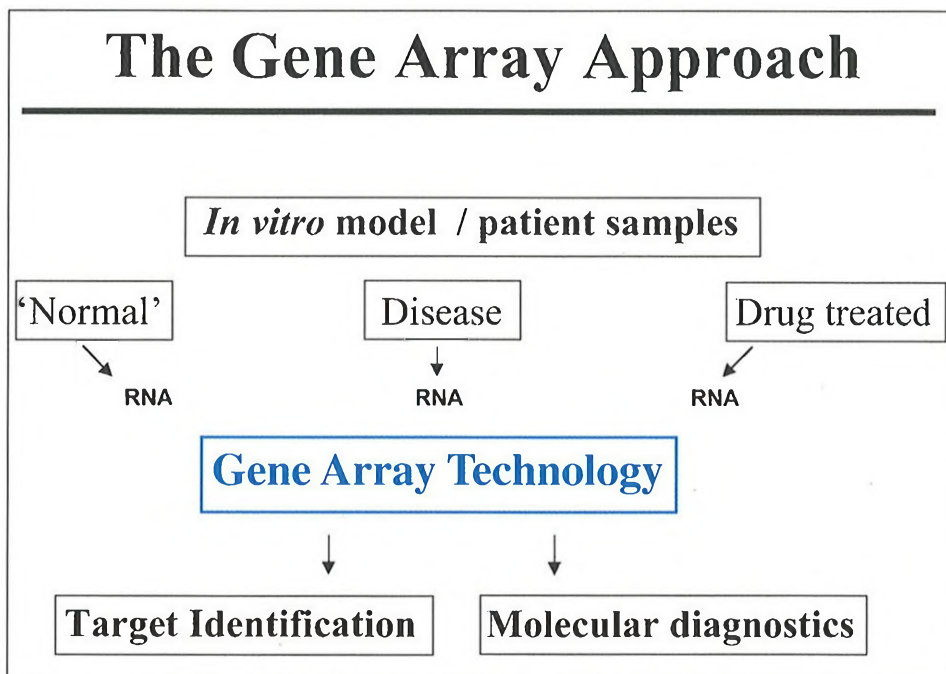 The Gene Array Approach
In vitro model / patient samples
‘Normal’
Disease
Drug treated
RNA
RNA
RNA
Gene Array Technology
Target Identification
Molecular diagnostics